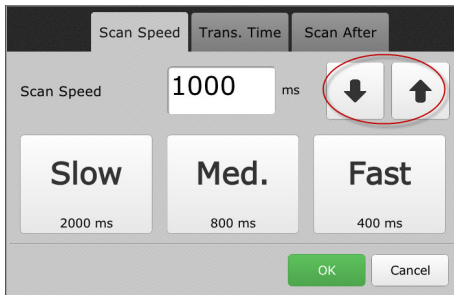 Scan Speed Trans. Time Scan After
Scan Speed 1000 ms
Slow Med. Fast
2000 ms 800 ms 400 ms
OK Cancel